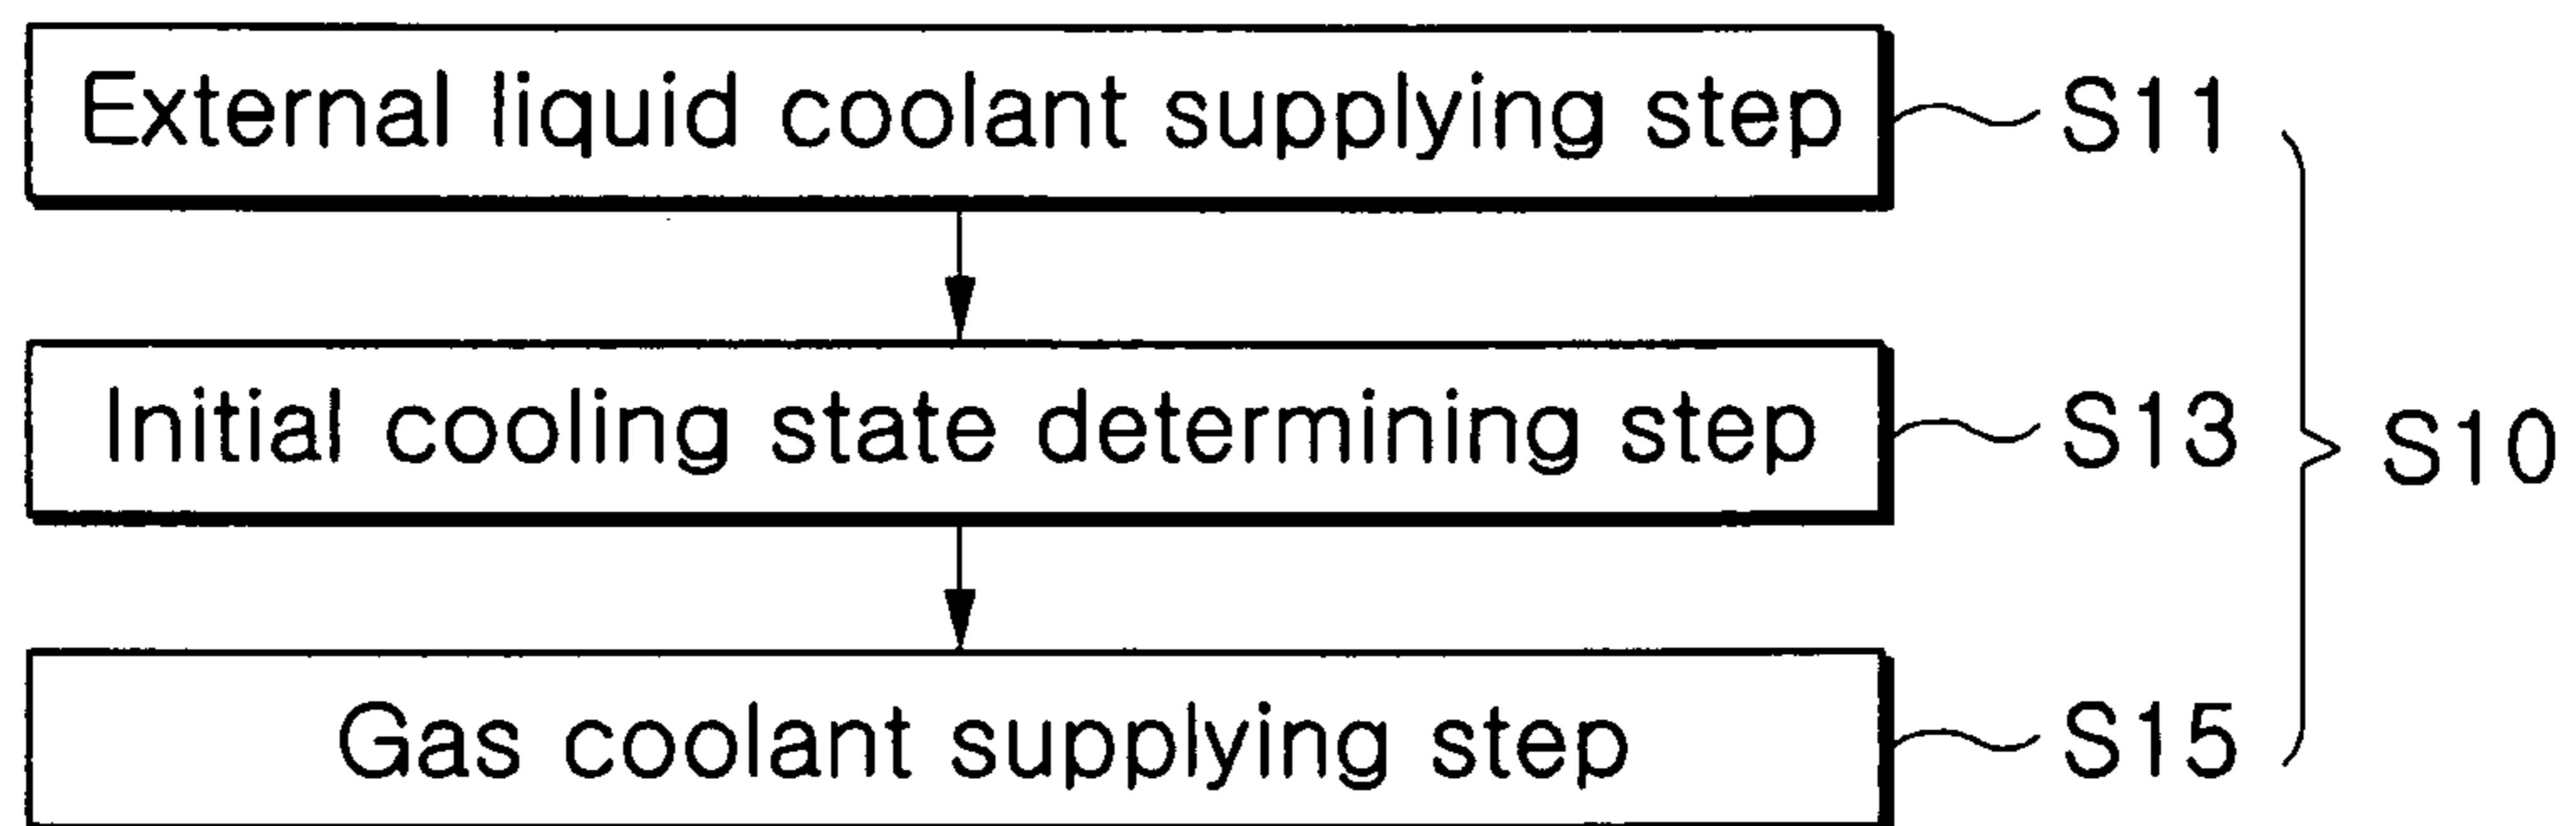 External liquid coolant supplying step S11
Initial cooling state determining step S13
S10
Gas coolant supplying step S15